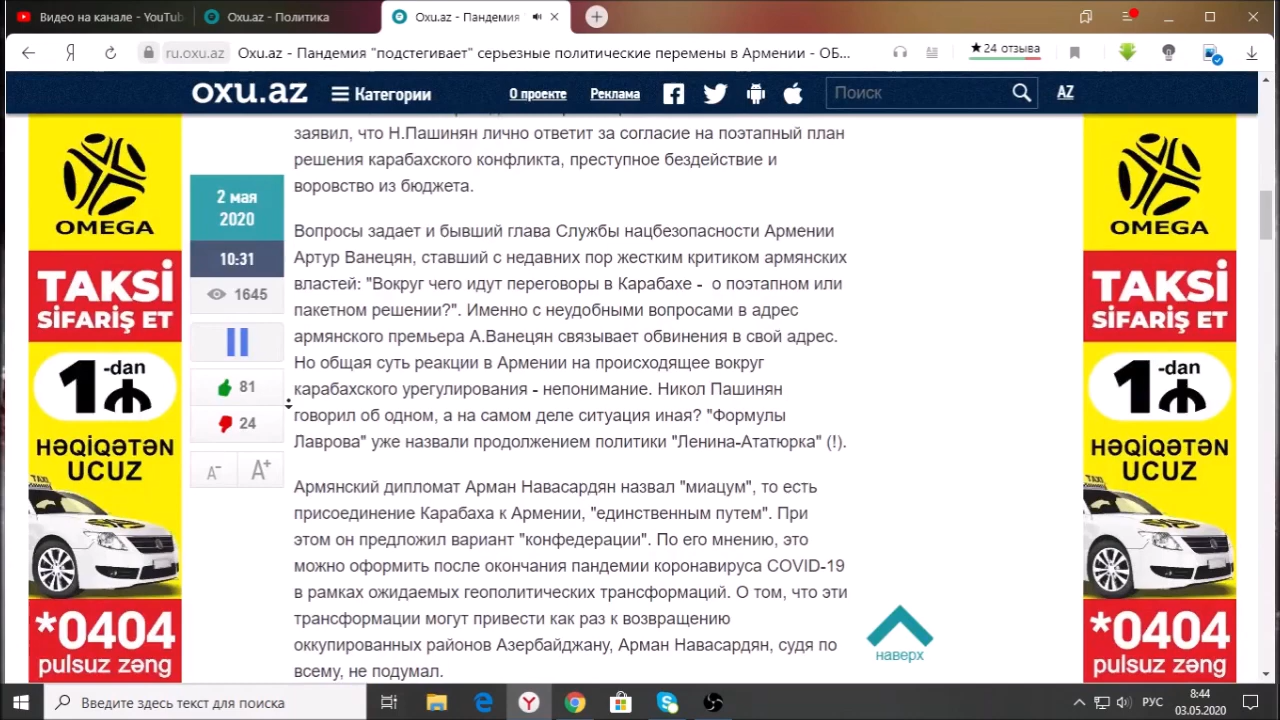 Видео на канале - YouTub
Oxu.az - Политика
Oxu.az - Пандемия
Я
ru.oxu.az
Oxu.az - Пандемия "подстегивает" серьезные политические перемены в Армении - ОБ...
★ 24 отзыва
oxu.az
Категории
О проекте
Реклама
Поиск
AZ
заявил, что Н.Пашинян лично ответит за согласие на поэтапный план
решения карабахского конфликта, преступное бездействие и
воровство из бюджета.
2 мая
2020
10:31
1645
81
24
A-
A+
Вопросы задает и бывший глава Службы нацбезопасности Армении
Артур Ванецян, ставший с недавних пор жестким критиком армянских
властей: "Вокруг чего идут переговоры в Карабахе - о поэтапном или
пакетном решении?". Именно с неудобными вопросами в адрес
армянского премьера А.Ванецян связывает обвинения в свой адрес.
Но общая суть реакции в Армении на происходящее вокруг
карабахского урегулирования - непонимание. Никол Пашинян
говорил об одном, а на самом деле ситуация иная? "Формулы
Лаврова" уже назвали продолжением политики "Ленина-Ататюрка" (!).
Армянский дипломат Арман Навасардян назвал "миацум", то есть
присоединение Карабаха к Армении, "единственным путем". При
этом он предложил вариант "конфедерации". По его мнению, это
можно оформить после окончания пандемии коронавируса COVID-19
в рамках ожидаемых геополитических трансформаций. О том, что эти
трансформации могут привести как раз к возвращению
оккупированных районов Азербайджану, Арман Навасардян, судя по
всему, не подумал.
наверх
OMEGA
TAKSİ
SİFARİŞ ET
1-dan ₼
HƏQİQƏTƏN
UCUZ
TAXI
*0404
pulsuz zəng
OMEGA
TAKSİ
SİFARİŞ ET
1-dan ₼
HƏQİQƏTƏN
UCUZ
TAXI
*0404
pulsuz zəng
Введите здесь текст для поиска
РУС
8:44
03.05.2020